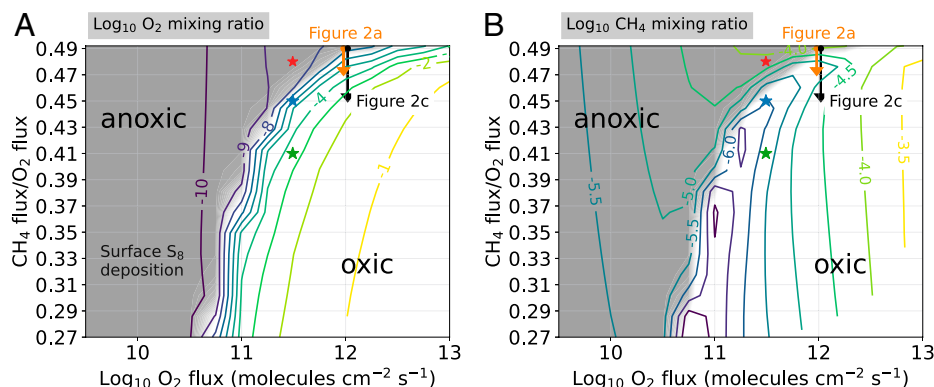 A
Log₁₀ O₂ mixing ratio
Figure 2a
0.49
0.47
0.45
0.43
0.41
0.39
0.37
0.35
0.33
0.31
0.29
0.27
CH₄ flux/O₂ flux
anoxic
Surface S₈
deposition
oxic
Figure 2c
-10
-9
-8
-4
-2
-1
10
11
12
13
Log₁₀ O₂ flux (molecules cm⁻² s⁻¹)
B
Log₁₀ CH₄ mixing ratio
Figure 2a
0.49
0.47
0.45
0.43
0.41
0.39
0.37
0.35
0.33
0.31
0.29
0.27
CH₄ flux/O₂ flux
anoxic
oxic
Figure 2c
-4.5
-6.0
-5.0
-5.5
-5.5
-4.0
-3.5
10
11
12
13
Log₁₀ O₂ flux (molecules cm⁻² s⁻¹)